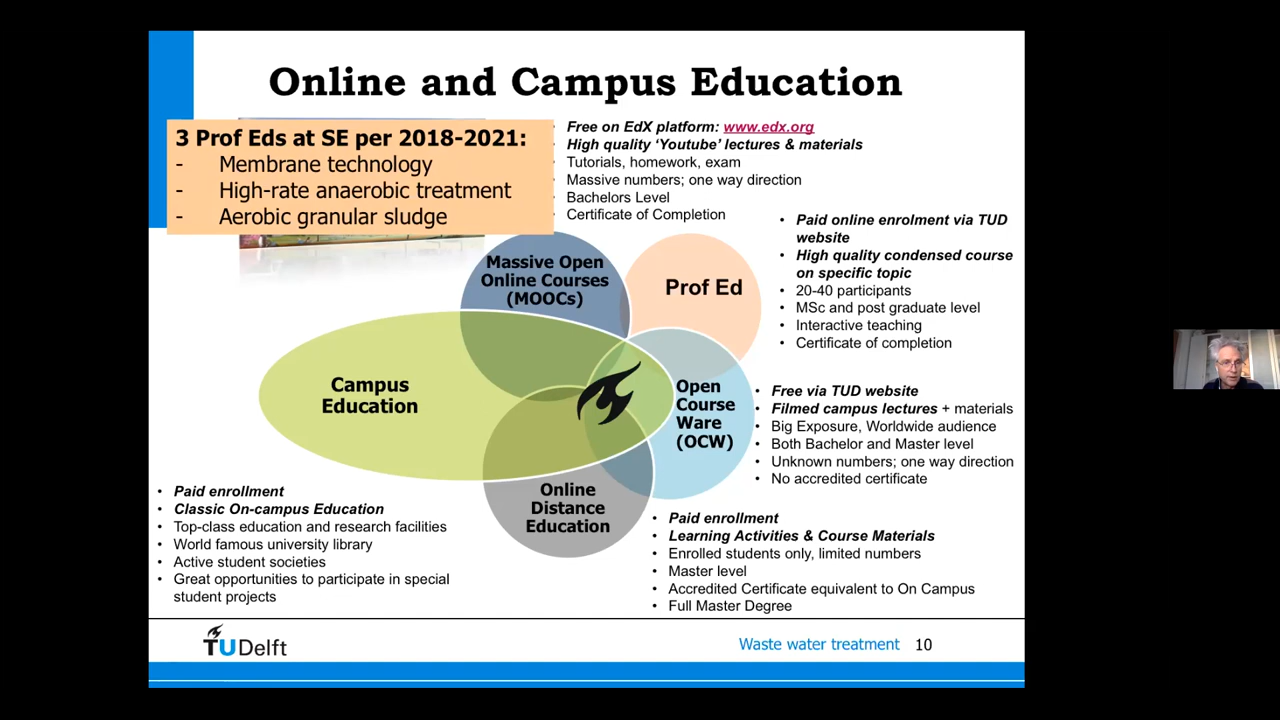 Online and Campus Education
3 Prof Eds at SE per 2018-2021:
- Membrane technology
- High-rate anaerobic treatment
- Aerobic granular sludge
Free on EdX platform: www.edx.org
High quality ‘Youtube’ lectures & materials
Tutorials, homework, exam
Massive numbers; one way direction
Bachelors Level
Certificate of Completion
• Paid online enrolment via TUD
website
• High quality condensed course
on specific topic
• 20-40 participants
• MSc and post graduate level
• Interactive teaching
• Certificate of completion
Massive Open
Online Courses
(MOOCs)
Prof Ed
Campus
Education
Open
Course
Ware
(OCW)
Online
Distance
Education
• Free via TUD website
• Filmed campus lectures + materials
• Big Exposure, Worldwide audience
• Both Bachelor and Master level
• Unknown numbers; one way direction
• No accredited certificate
• Paid enrollment
• Classic On-campus Education
• Top-class education and research facilities
• World famous university library
• Active student societies
• Great opportunities to participate in special
student projects
• Paid enrollment
• Learning Activities & Course Materials
• Enrolled students only, limited numbers
• Master level
• Accredited Certificate equivalent to On Campus
• Full Master Degree
TUDelft
Waste water treatment 10